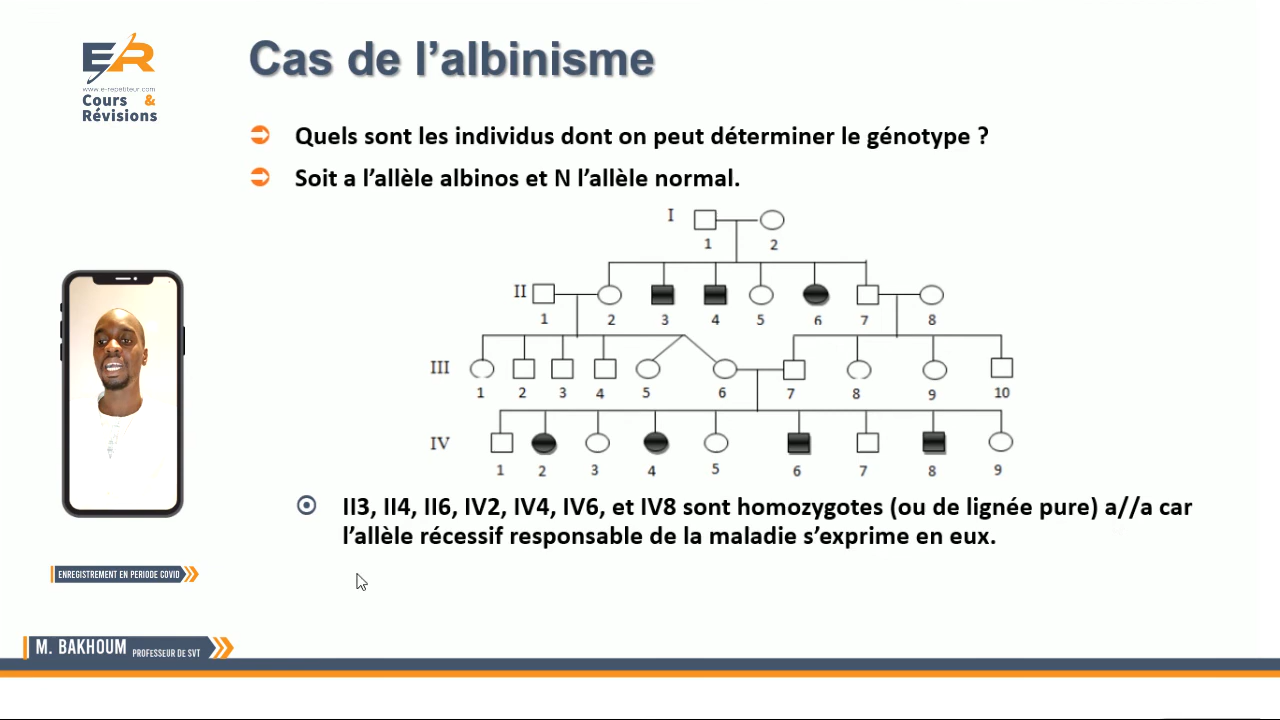 ER
www.e-repetiteur.com
Cours &
Révisions
Cas de l’albinisme
Quels sont les individus dont on peut déterminer le génotype ?
Soit a l’allèle albinos et N l’allèle normal.
I
1 2
II
1 2 3 4 5 6 7 8
III
1 2 3 4 5 6 7 8 9 10
IV
1 2 3 4 5 6 7 8 9
II3, II4, II6, IV2, IV4, IV6, et IV8 sont homozygotes (ou de lignée pure) a//a car
l’allèle récessif responsable de la maladie s’exprime en eux.
ENREGISTREMENT EN PERIODE COVID
M. BAKHOUM PROFESSEUR DE SVT